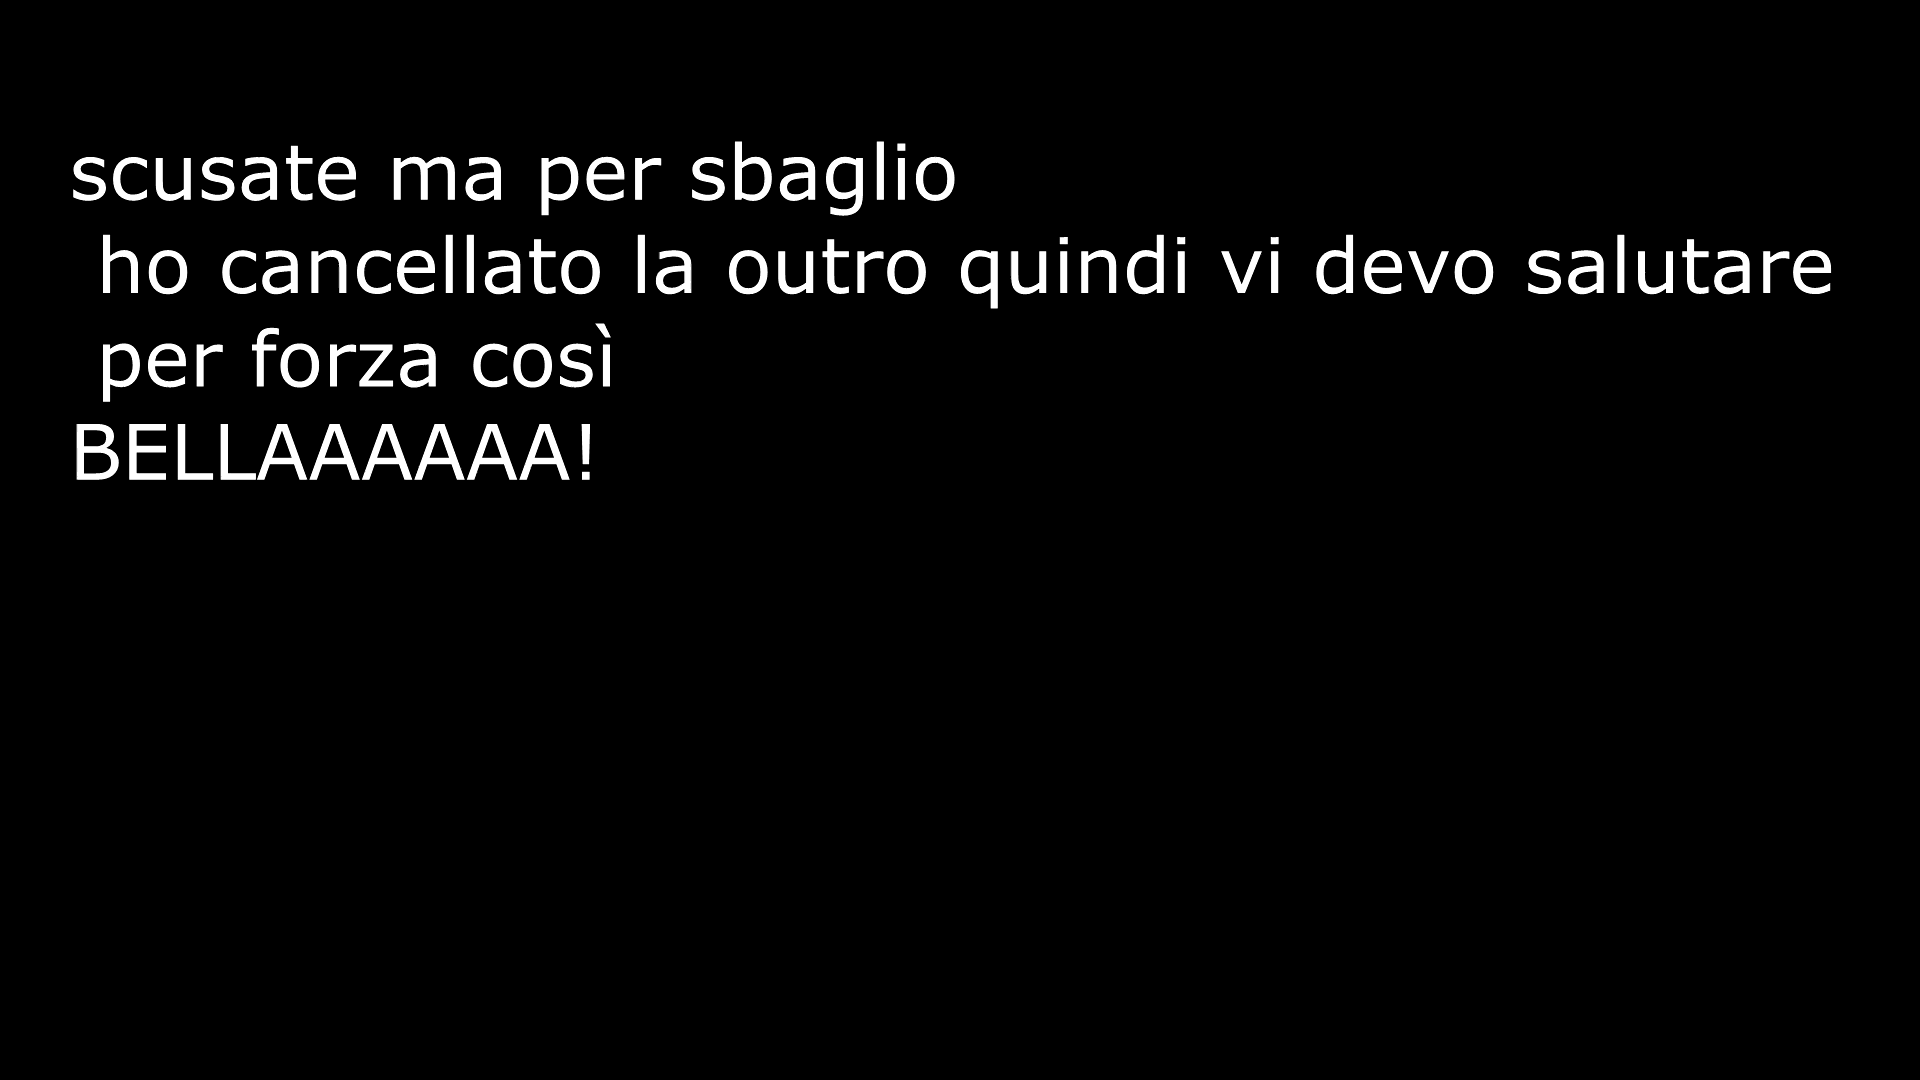 scusate ma per sbaglio
ho cancellato la outro quindi vi devo salutare
per forza così
BELLAAAAAA!